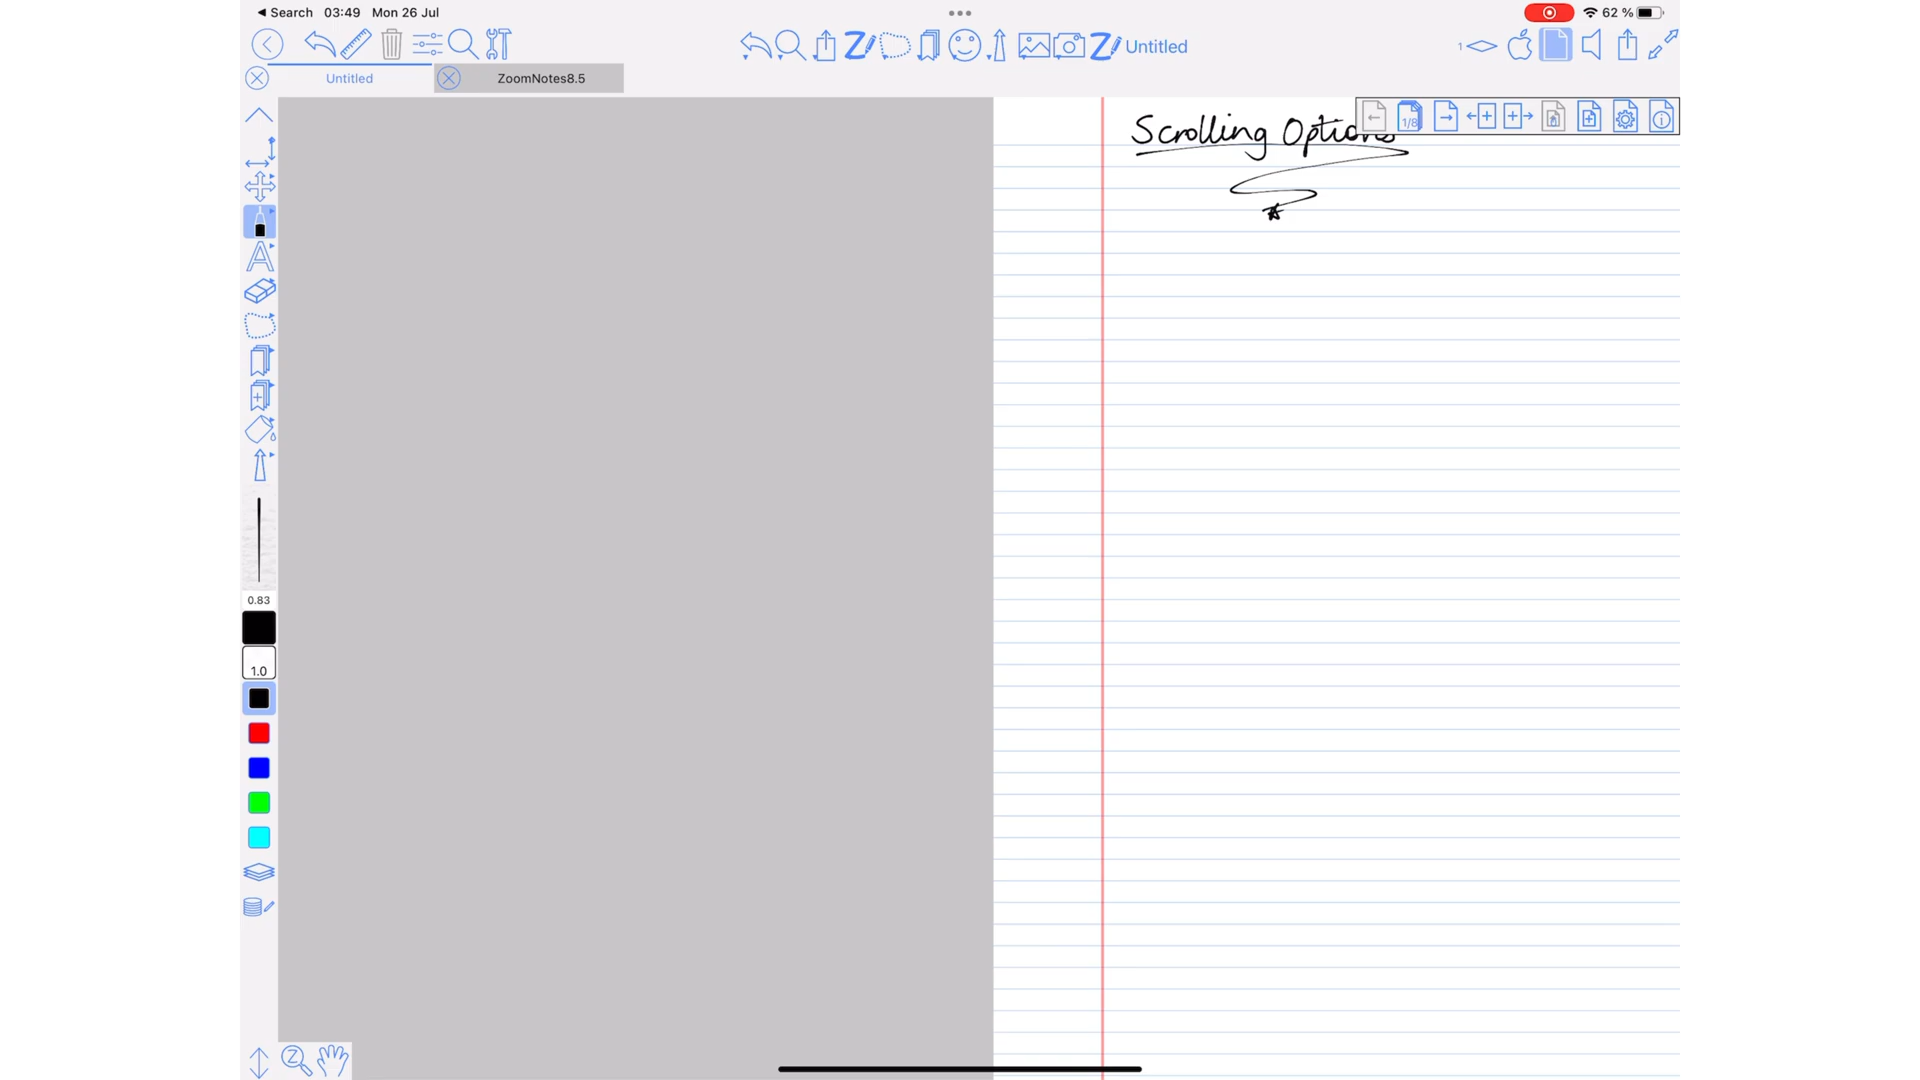 Search 03:49 Mon 26 Jul
62 %
Untitled
1
Untitled
ZoomNotes8.5
1/8
Scrolling Options
0.83
1.0